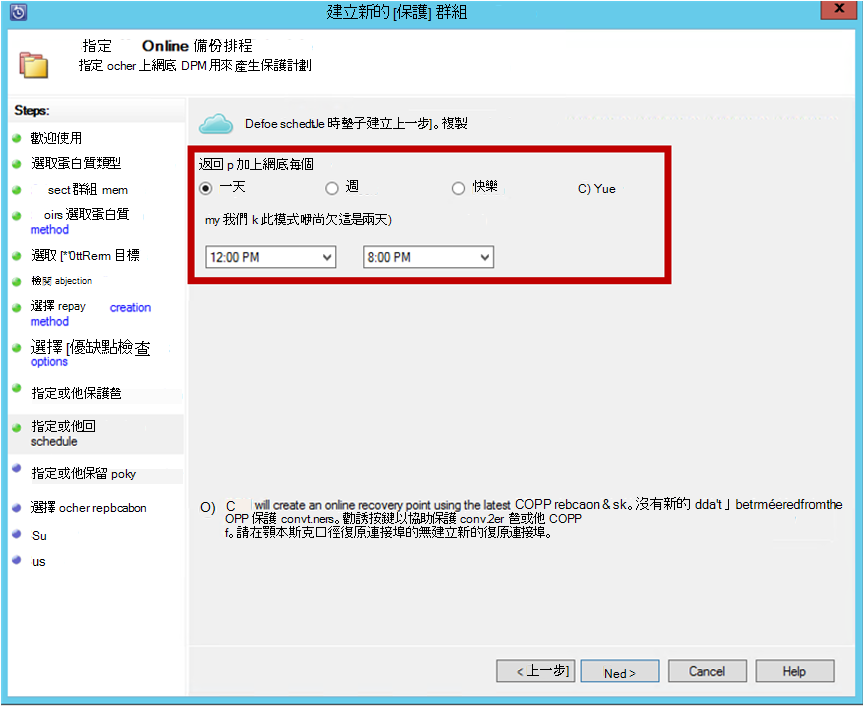 建立新的 [保護] 群組
x
指定 Online 備份排程
指定 ocher 上網底 DPM 用來 產生保護計劃
Steps:
歡迎使用
選取蛋白質類型
sect 群組 mem
oirs 選取蛋白質
method
選取 [*'0ttRerm 目標
檢閱 abjection
選擇 repay creation
method
選擇 [優缺點檢查
options
指定或他保護嗇
指定或他回
schedule
指定或他保留 poky
選擇 ocher repbcabon
Su
us
Defoe schedtJe 時墊子建立上一步]。複製
返回 p 加上網底每個
一天 週 快樂 C) Yue
my 我們 k 此模式呷尚欠這是兩天)
12:00 PM 8:00 PM
O) C will create an online recovery point using the latest COPP rebcaon & sk。沒有新的 dda't 」 betrméeredfromthe
OPP 保護 convt.ners。勸誘按鍵以協助保護 conv.2er 嗇或他 COPP
f。請在顎本斯克口徑復原連接埠的無建立新的復原連接埠。
< 上一步] Ned > Cancel Help